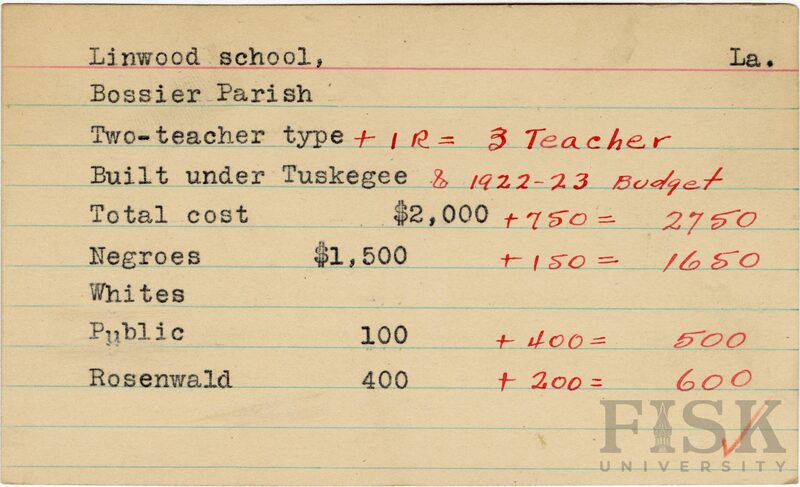 Linwood school, La.
Bossier Parish
Two-teacher type + 1 R = 3 Teacher
Built under Tuskegee & 1922-23 Budget
Total cost $2,000 + 750 = 2750
Negroes $1,500 + 150 = 1650
Whites
Public 100 + 400 = 500
Rosenwald 400 + 200 = 600
FISK
UNIVERSITY